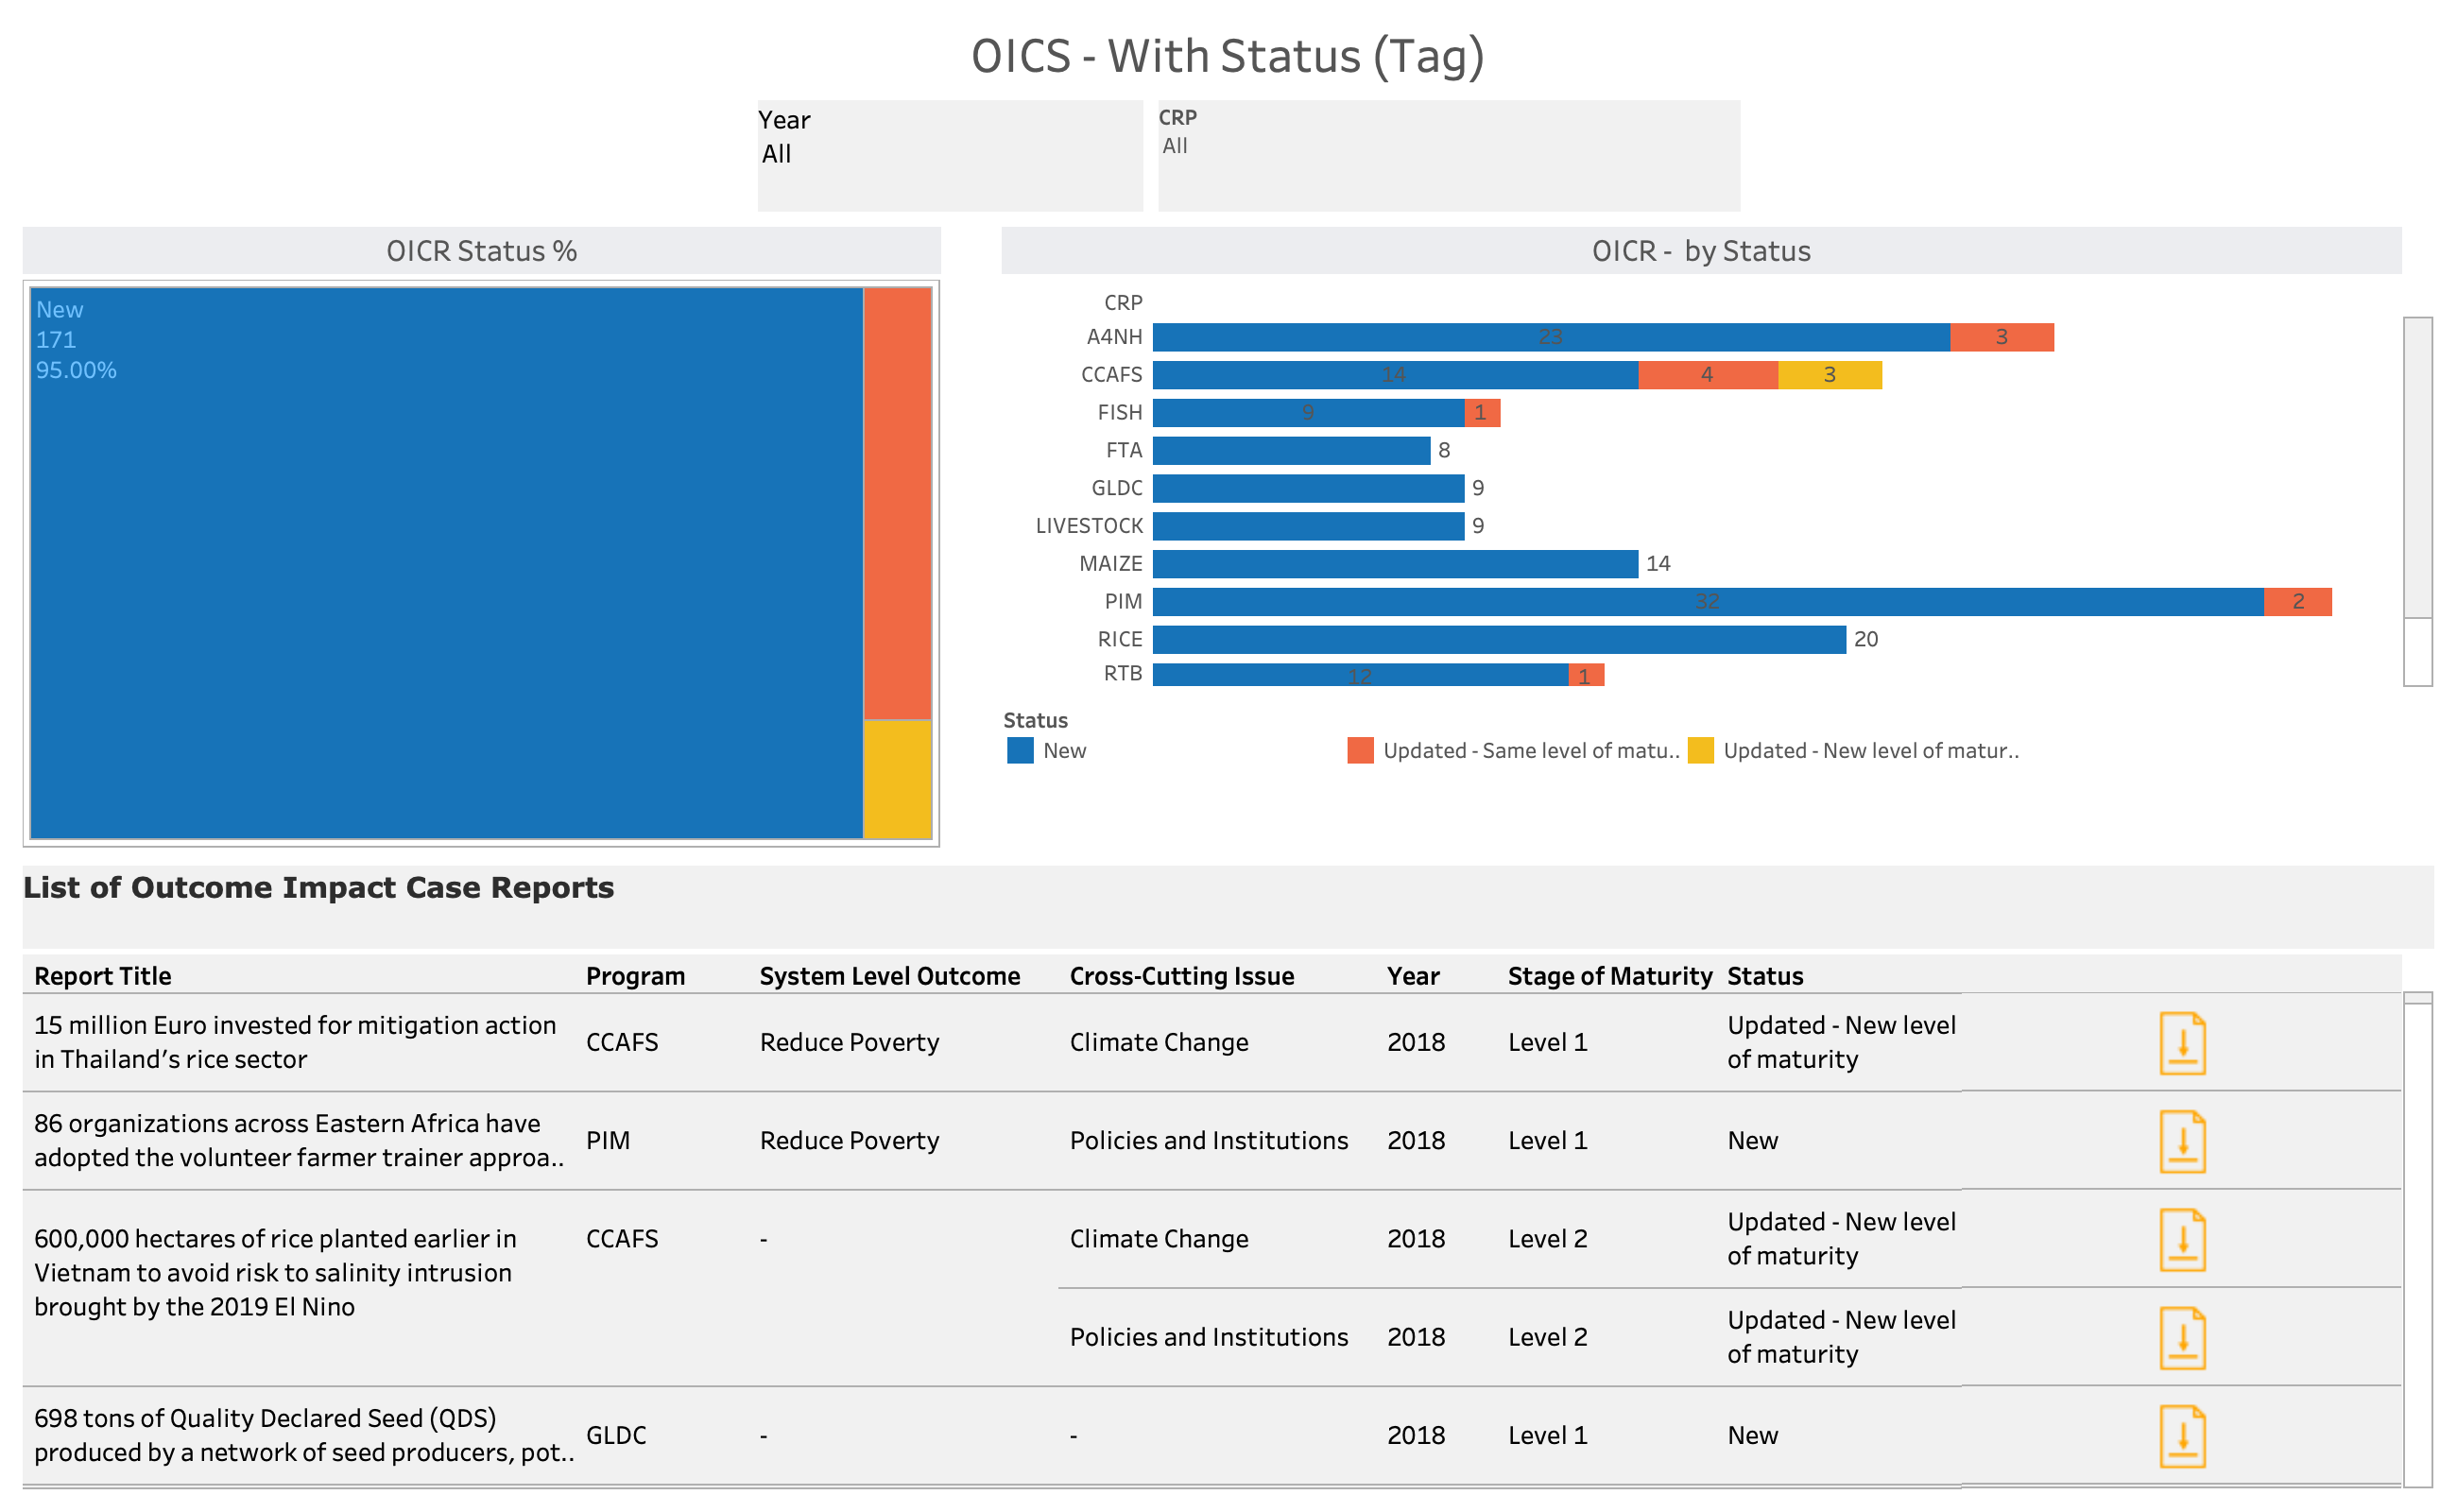 OICS - With Status (Tag)
Year
All
CRP
All
OICR Status %
New
171
95.00%
OICR - by Status
CRP
A4NH 23 3
CCAFS 14 4 3
FISH 9 1
FTA 8
GLDC 9
LIVESTOCK 9
MAIZE 14
PIM 32 2
RICE 20
RTB 12 1
Status
New
Updated - Same level of matu..
Updated - New level of matur..
List of Outcome Impact Case Reports
Report Title Program System Level Outcome Cross-Cutting Issue Year Stage of Maturity Status
15 million Euro invested for mitigation action
in Thailand’s rice sector
CCAFS Reduce Poverty Climate Change 2018 Level 1
Updated - New level
of maturity
86 organizations across Eastern Africa have
adopted the volunteer farmer trainer approa..
PIM Reduce Poverty Policies and Institutions 2018 Level 1 New
600,000 hectares of rice planted earlier in
Vietnam to avoid risk to salinity intrusion
brought by the 2019 El Nino
CCAFS - Climate Change 2018 Level 2
Updated - New level
of maturity
Policies and Institutions 2018 Level 2
Updated - New level
of maturity
698 tons of Quality Declared Seed (QDS)
produced by a network of seed producers, pot..
GLDC - - 2018 Level 1 New